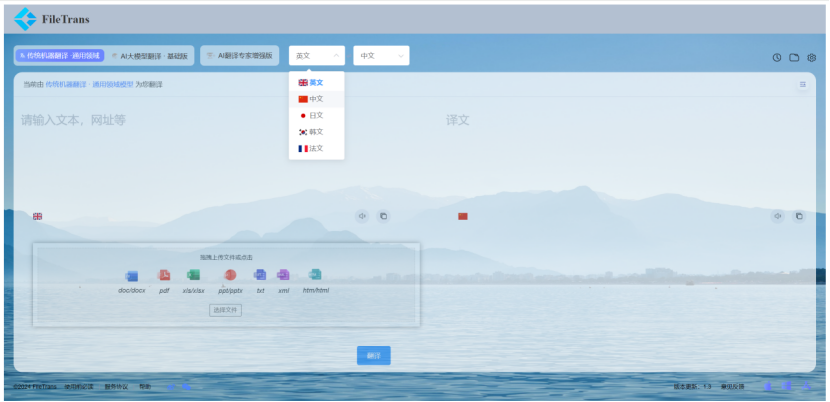 FileTrans
传统机器翻译 · 通用领域
AI大模型翻译 · 基础版
AI翻译专家增强版
英文
中文
当前由 传统机器翻译 · 通用领域模型 为您翻译
英文
中文
日文
韩文
法文
请输入文本，网址等
译文
拖拽上传文件或点击
doc/docx
pdf
xls/xlsx
ppt/pptx
txt
xml
htm/html
选择文件
翻译
©2024 FileTrans
使用前必读
服务协议
帮助
版本更新：1.3
意见反馈